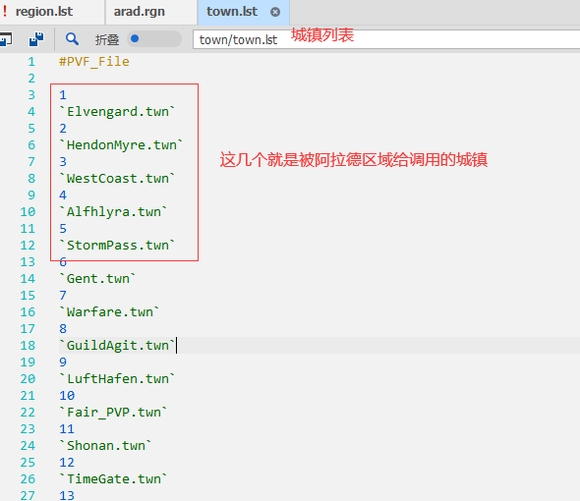 ! region.lst arad.rgn town.lst
折叠 town/town.lst 城镇列表
1 #PVF_File
2
3 1
4 `Elvengard.twn`
5 2
6 `HendonMyre.twn`
7 3
这几个就是被阿拉德区域给调用的城镇
8 `WestCoast.twn`
9 4
10 `Alfhlyra.twn`
11 5
12 `StormPass.twn`
13 6
14 `Gent.twn`
15 7
16 `Warfare.twn`
17 8
18 `GuildAgit.twn`
19 9
20 `LuftHafen.twn`
21 10
22 `Fair_PVP.twn`
23 11
24 `Shonan.twn`
25 12
26 `TimeGate.twn`
27 13